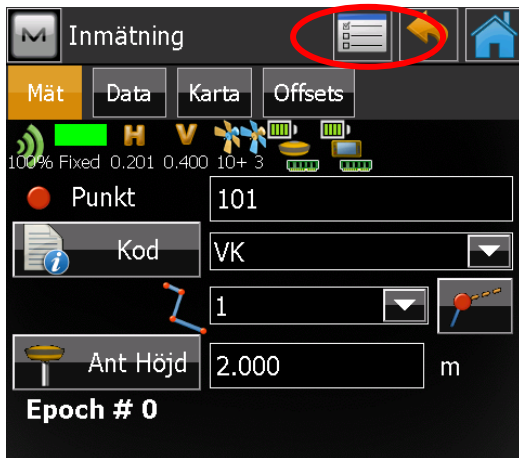 Inmätning
Mät Data Karta Offsets
H V
100% Fixed 0.201 0.400 10+ 3
Punkt 101
Kod VK
1
Ant Höjd 2.000 m
Epoch # 0